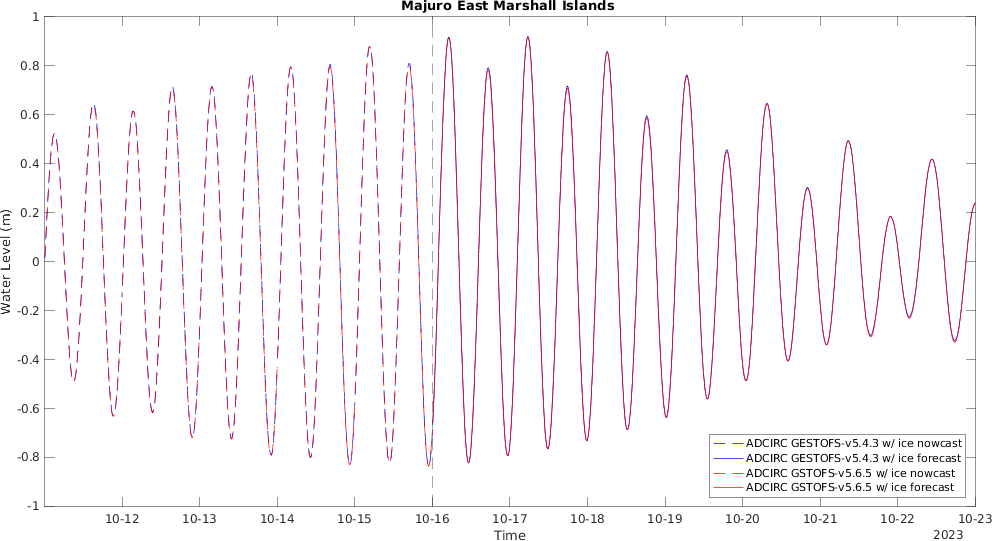 Majuro East Marshall Islands
1
0.8
0.6
0.4
0.2
0
-0.2
-0.4
-0.6
-0.8
-1
Water Level (m)
ADCIRC GESTOFS-v5.4.3 w/ ice nowcast
ADCIRC GESTOFS-v5.4.3 w/ ice forecast
ADCIRC GSTOFS-v5.6.5 w/ ice nowcast
ADCIRC GSTOFS-v5.6.5 w/ ice forecast
10-12 10-13 10-14 10-15 10-16 10-17 10-18 10-19 10-20 10-21 10-22 10-23
Time
2023